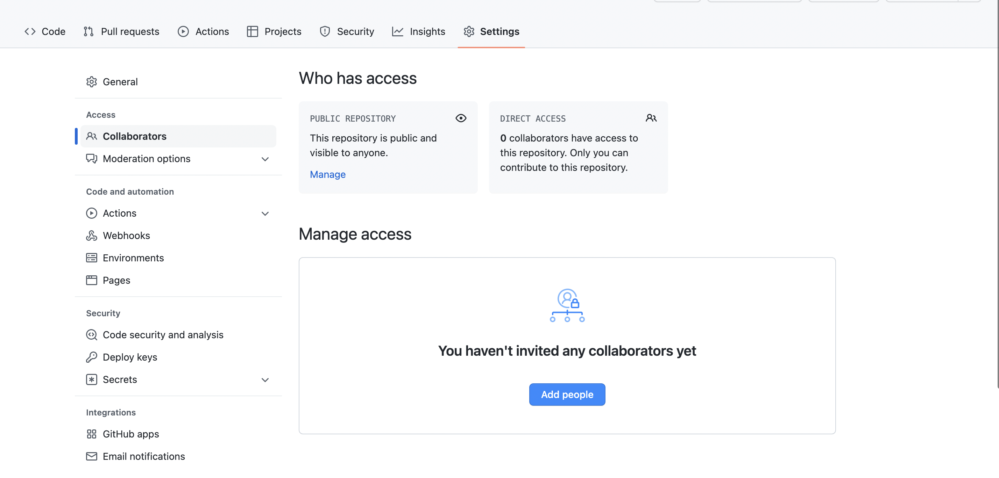 Code
Pull requests
Actions
Projects
Security
Insights
Settings
General
Access
Collaborators
Moderation options
Code and automation
Actions
Webhooks
Environments
Pages
Security
Code security and analysis
Deploy keys
Secrets
Integrations
GitHub apps
Email notifications
Who has access
PUBLIC REPOSITORY
This repository is public and
visible to anyone.
Manage
DIRECT ACCESS
0 collaborators have access to
this repository. Only you can
contribute to this repository.
Manage access
You haven't invited any collaborators yet
Add people